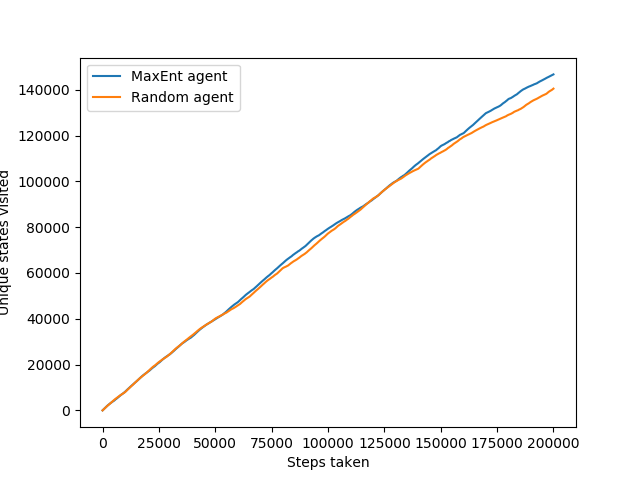 MaxEnt agent
Random agent
140000
120000
100000
80000
60000
40000
20000
0
Unique states visited
0 25000 50000 75000 100000 125000 150000 175000 200000
Steps taken